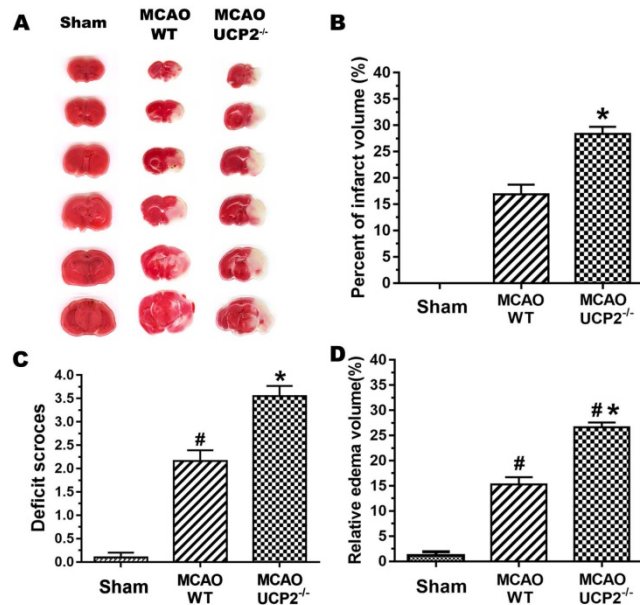 A
Sham
MCAO
WT
MCAO
UCP2-/-
B
Percent of infarct volume (%)
40
35
30
25
20
15
10
5
0
*
Sham
MCAO
WT
MCAO
UCP2-/-
C
Deficit scroces
4.0
3.5
3.0
2.5
2.0
1.5
1.0
0.5
0.0
#
*
Sham
MCAO
WT
MCAO
UCP2-/-
D
Relative edema volume(%)
40
35
30
25
20
15
10
5
0
#
# *
Sham
MCAO
WT
MCAO
UCP2-/-